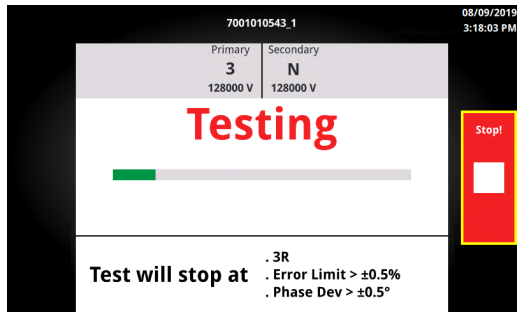 7001010543_1
08/09/2019
3:18:03 PM
Primary Secondary
3 N
128000 V 128000 V
Testing
Stop!
Test will stop at
. 3R
. Error Limit > ±0.5%
. Phase Dev > ±0.5°